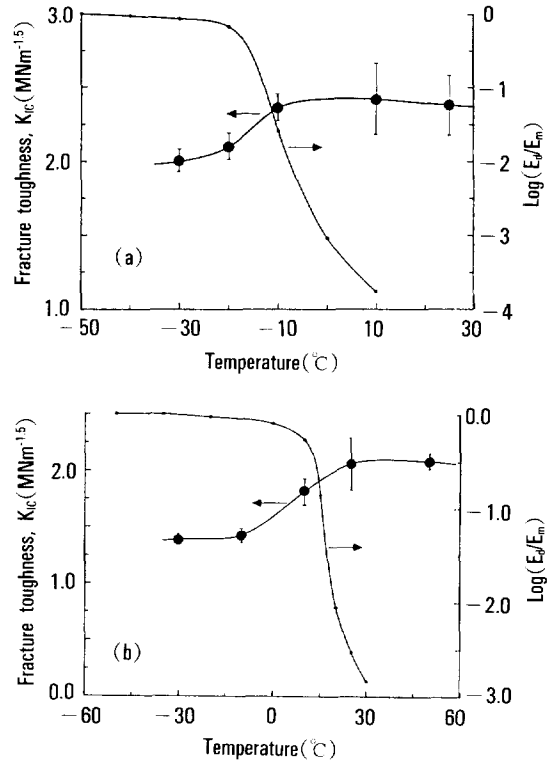 3.0
2.0
1.0
0
−1
−2
−3
−4
Fracture toughness, K_IC (MNm^-1.5)
Log(E_d/E_m)
(a)
−50 −30 −10 10 30
Temperature(℃)
2.0
1.0
0.0
0.0
−1.0
−2.0
−3.0
Fracture toughness, K_IC (MNm^-1.5)
Log(E_d/E_m)
(b)
−60 −30 0 30 60
Temperature(℃)